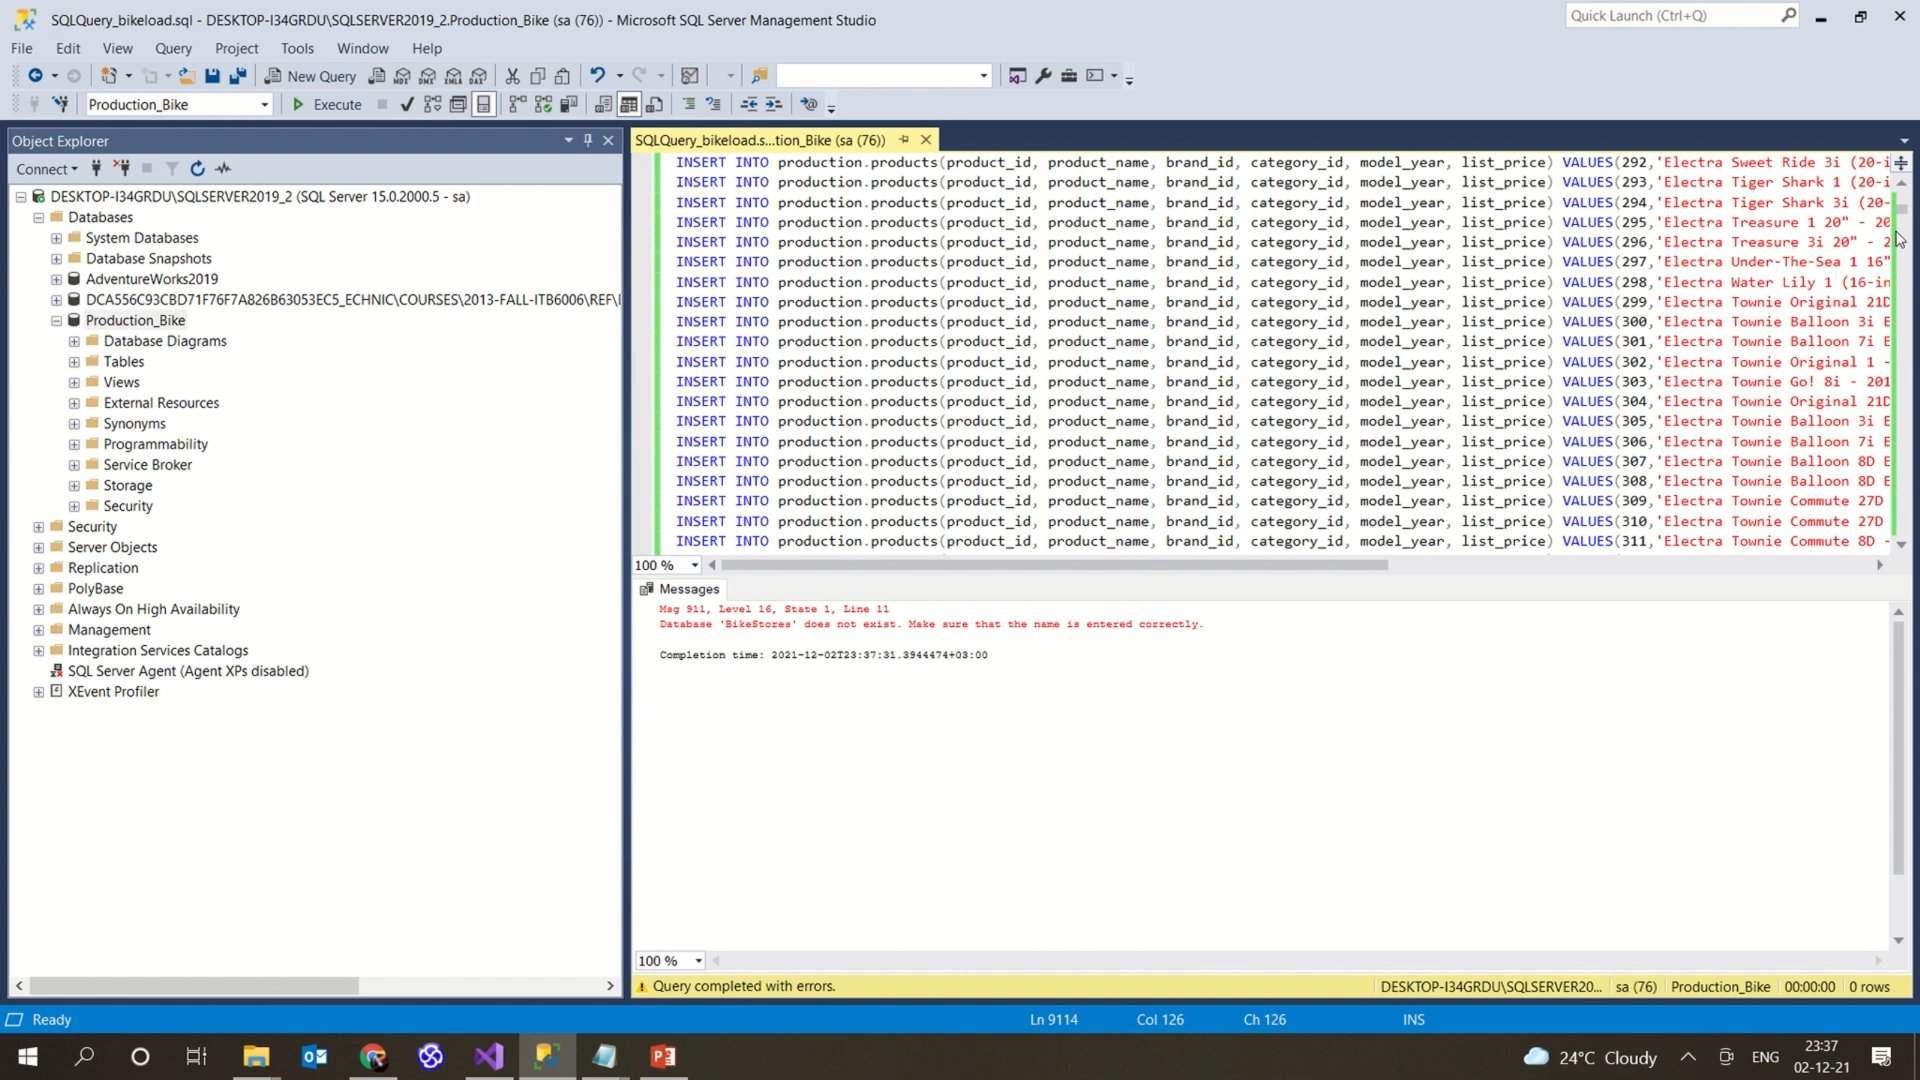 SQLQuery_bikeload.sql - DESKTOP-I34GRDU\SQLSERVER2019_2.Production_Bike (sa (76)) - Microsoft SQL Server Management Studio
Quick Launch (Ctrl+Q)
File Edit View Query Project Tools Window Help
New Query
Production_Bike Execute
Object Explorer
Connect
DESKTOP-I34GRDU\SQLSERVER2019_2 (SQL Server 15.0.2000.5 - sa)
Databases
System Databases
Database Snapshots
AdventureWorks2019
DCA556C93CBD71F76F7A826B63053EC5_ECHNIC\COURSES\2013-FALL-ITB6006\REF\I
Production_Bike
Database Diagrams
Tables
Views
External Resources
Synonyms
Programmability
Service Broker
Storage
Security
Security
Server Objects
Replication
PolyBase
Always On High Availability
Management
Integration Services Catalogs
SQL Server Agent (Agent XPs disabled)
XEvent Profiler
SQLQuery_bikeload.s...tion_Bike (sa (76))
INSERT INTO production.products(product_id, product_name, brand_id, category_id, model_year, list_price) VALUES(292,'Electra Sweet Ride 3i (20-i
INSERT INTO production.products(product_id, product_name, brand_id, category_id, model_year, list_price) VALUES(293,'Electra Tiger Shark 1 (20-i
INSERT INTO production.products(product_id, product_name, brand_id, category_id, model_year, list_price) VALUES(294,'Electra Tiger Shark 3i (20-
INSERT INTO production.products(product_id, product_name, brand_id, category_id, model_year, list_price) VALUES(295,'Electra Treasure 1 20" - 20
INSERT INTO production.products(product_id, product_name, brand_id, category_id, model_year, list_price) VALUES(296,'Electra Treasure 3i 20" - 2
INSERT INTO production.products(product_id, product_name, brand_id, category_id, model_year, list_price) VALUES(297,'Electra Under-The-Sea 1 16"
INSERT INTO production.products(product_id, product_name, brand_id, category_id, model_year, list_price) VALUES(298,'Electra Water Lily 1 (16-in
INSERT INTO production.products(product_id, product_name, brand_id, category_id, model_year, list_price) VALUES(299,'Electra Townie Original 21D
INSERT INTO production.products(product_id, product_name, brand_id, category_id, model_year, list_price) VALUES(300,'Electra Townie Balloon 3i E
INSERT INTO production.products(product_id, product_name, brand_id, category_id, model_year, list_price) VALUES(301,'Electra Townie Balloon 7i E
INSERT INTO production.products(product_id, product_name, brand_id, category_id, model_year, list_price) VALUES(302,'Electra Townie Original 1 -
INSERT INTO production.products(product_id, product_name, brand_id, category_id, model_year, list_price) VALUES(303,'Electra Townie Go! 8i - 201
INSERT INTO production.products(product_id, product_name, brand_id, category_id, model_year, list_price) VALUES(304,'Electra Townie Original 21D
INSERT INTO production.products(product_id, product_name, brand_id, category_id, model_year, list_price) VALUES(305,'Electra Townie Balloon 3i E
INSERT INTO production.products(product_id, product_name, brand_id, category_id, model_year, list_price) VALUES(306,'Electra Townie Balloon 7i E
INSERT INTO production.products(product_id, product_name, brand_id, category_id, model_year, list_price) VALUES(307,'Electra Townie Balloon 8D E
INSERT INTO production.products(product_id, product_name, brand_id, category_id, model_year, list_price) VALUES(308,'Electra Townie Balloon 8D E
INSERT INTO production.products(product_id, product_name, brand_id, category_id, model_year, list_price) VALUES(309,'Electra Townie Commute 27D
INSERT INTO production.products(product_id, product_name, brand_id, category_id, model_year, list_price) VALUES(310,'Electra Townie Commute 27D
INSERT INTO production.products(product_id, product_name, brand_id, category_id, model_year, list_price) VALUES(311,'Electra Townie Commute 8D -
100 %
Messages
Msg 911, Level 16, State 1, Line 11
Database 'BikeStores' does not exist. Make sure that the name is entered correctly.
Completion time: 2021-12-02T23:37:31.3944474+03:00
100 %
Query completed with errors. DESKTOP-I34GRDU\SQLSERVER20... sa (76) Production_Bike 00:00:00 0 rows
Ready Ln 9114 Col 126 Ch 126 INS
24°C Cloudy ENG 23:37
02-12-21